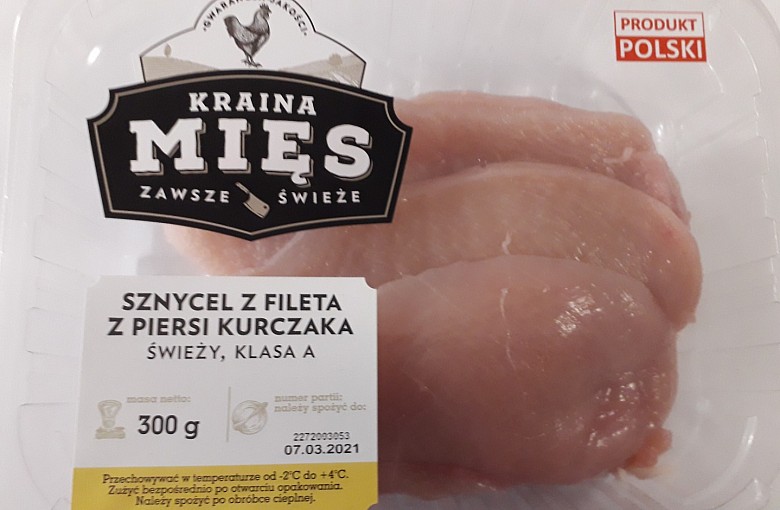 •GWARANCJA JAKOŚCI•
KRAINA
MIĘS
ZAWSZE ŚWIEŻE
PRODUKT
POLSKI
SZNYCEL Z FILETA
Z PIERSI KURCZAKA
ŚWIEŻY, KLASA A
masa netto:
300 g
numer partii:
należy spożyć do:
2272003053
07.03.2021
Przechowywać w temperaturze od -2°C do +4°C.
Zużyć bezpośrednio po otwarciu opakowania.
Należy spożyć po obróbce cieplnej.